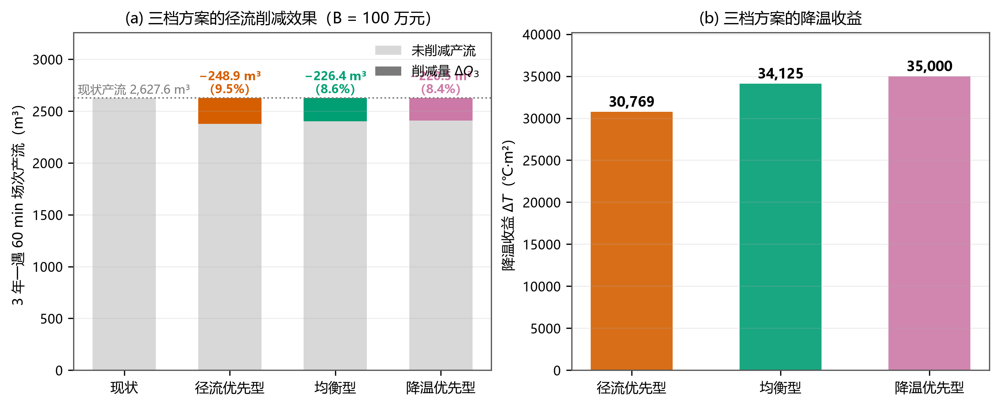 (a) 三档方案的径流削减效果（B = 100 万元）
3 年一遇 60 min 场次产流（m³）
3000
2500
2000
1500
1000
500
0
未削减产流
削减量 ΔQ₃
现状产流 2,627.6 m³
−248.9 m³
(9.5%)
−226.4 m³
(8.6%)
−220.5 m³
(8.4%)
现状
径流优先型
均衡型
降温优先型
(b) 三档方案的降温收益
降温收益 ΔT（℃·m²）
40000
35000
30000
25000
20000
15000
10000
5000
0
30,769
34,125
35,000
径流优先型
均衡型
降温优先型